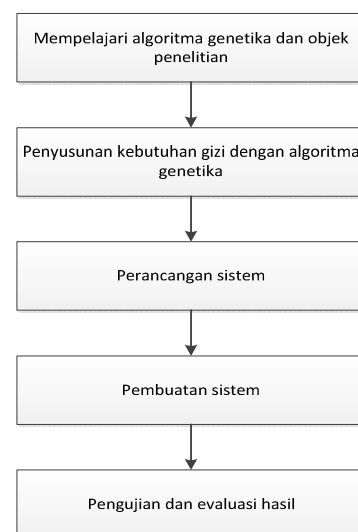 Mempelajari algoritma genetika dan objek
penelitian
Penyusunan kebutuhan gizi dengan algoritma
genetika
Perancangan sistem
Pembuatan sistem
Pengujian dan evaluasi hasil